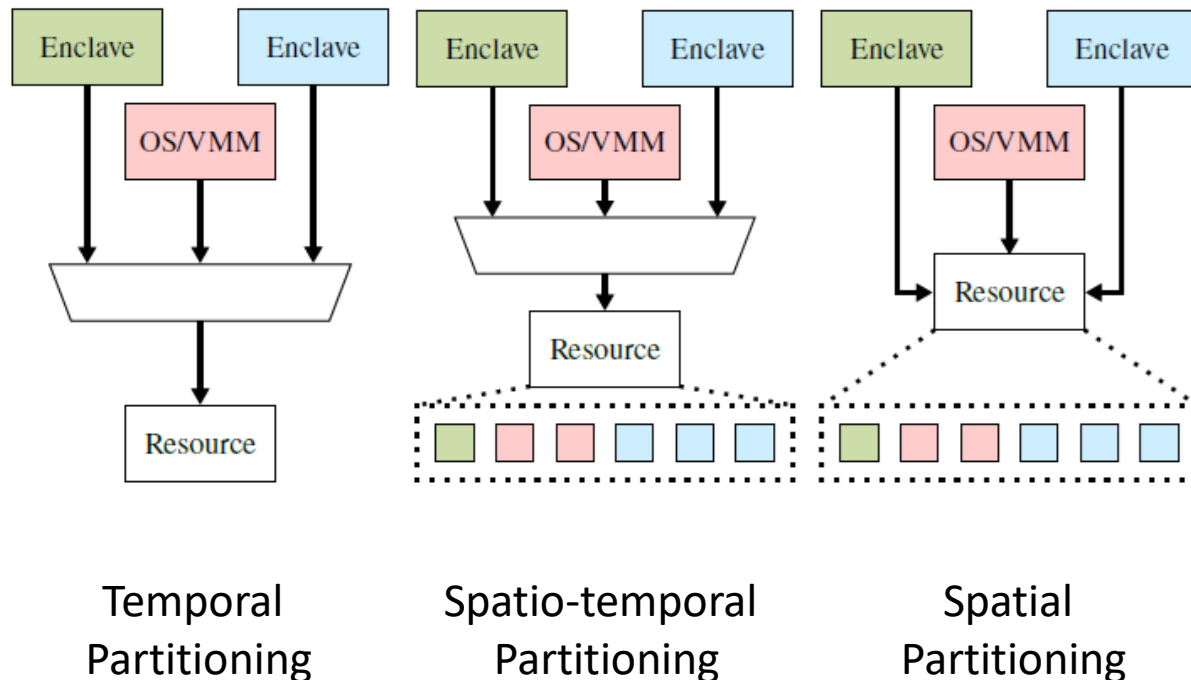 Enclave
Enclave
OS/VMM
Resource
Temporal
Partitioning
Enclave
Enclave
OS/VMM
Resource
Spatio-temporal
Partitioning
Enclave
Enclave
OS/VMM
Resource
Spatial
Partitioning